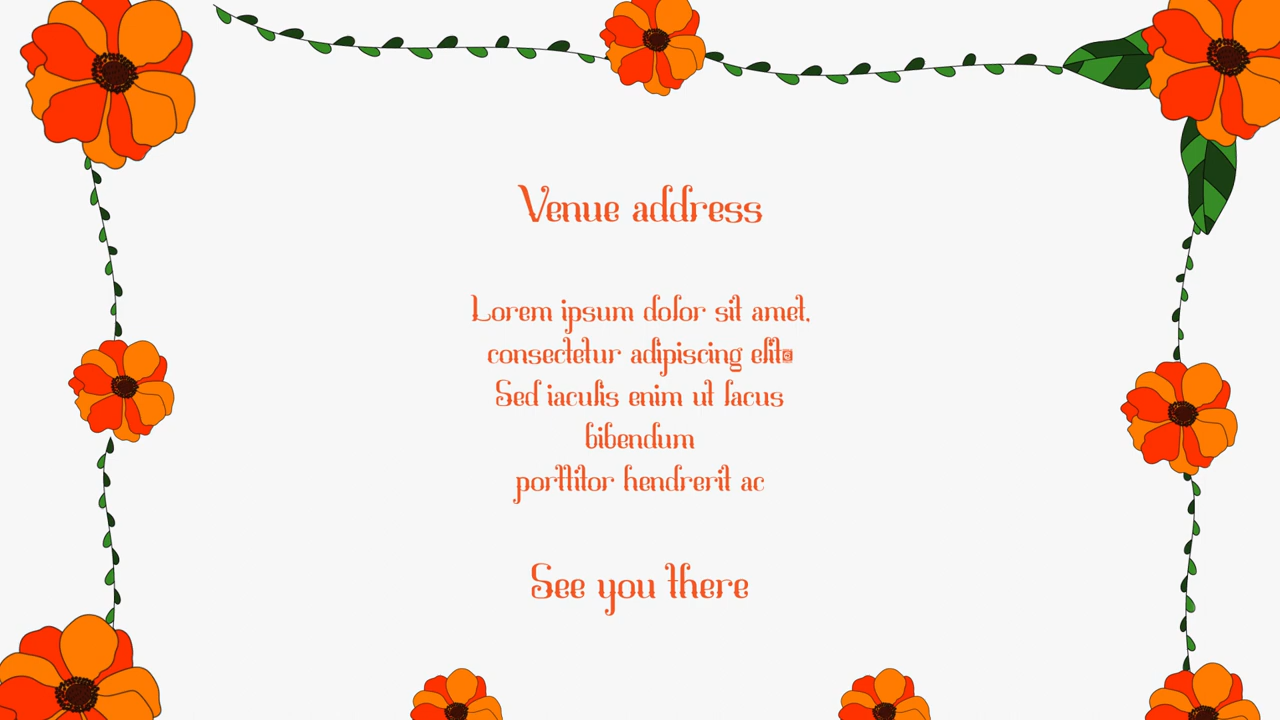 Venue address
Lorem ipsum dolor sit amet,
consectetur adipiscing elit
Sed iaculis enim ut lacus
bibendum
porttitor hendrerit ac
See you there